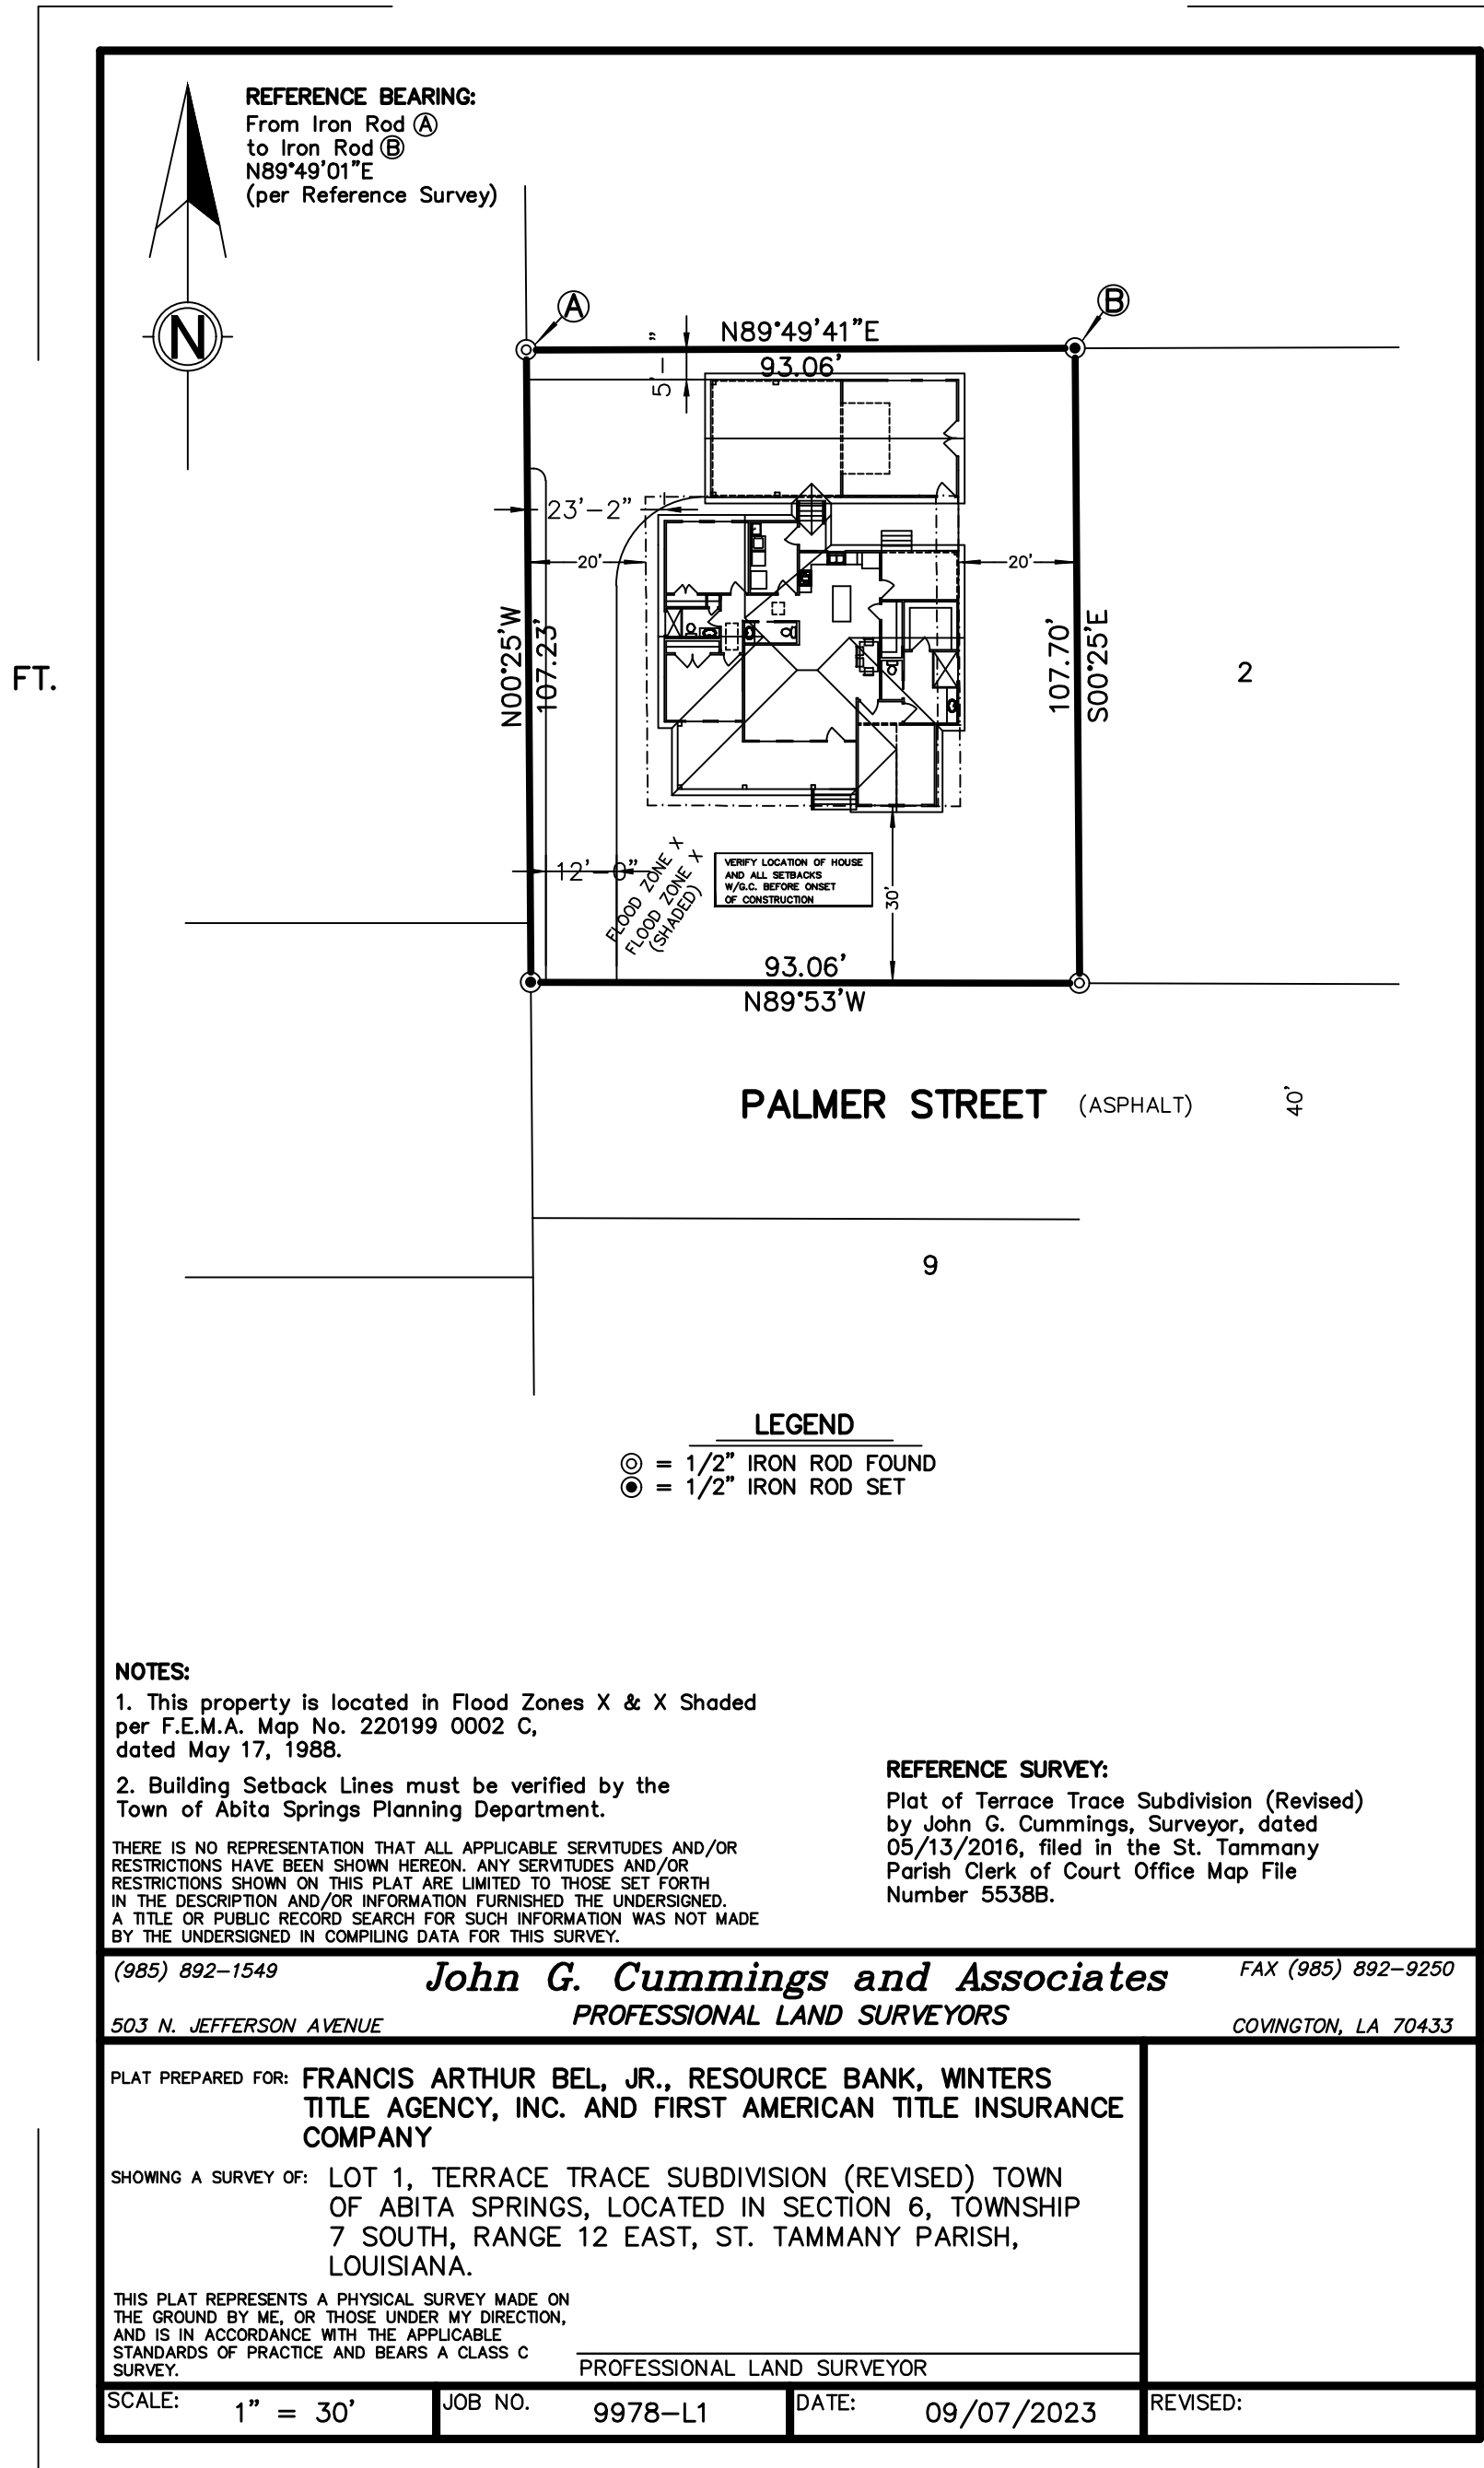 REFERENCE BEARING:
From Iron Rod Ⓐ
to Iron Rod Ⓑ
N89°49'01"E
(per Reference Survey)
N
A
B
N89°49'41"E
93.06'
5'-
"
23'-2"
20'
20'
N00°25'W
107.23'
107.70'
S00°25'E
FT.
2
12'-0"
FLOOD ZONE X
FLOOD ZONE X
(SHADED)
VERIFY LOCATION OF HOUSE
AND ALL SETBACKS
W/G.C. BEFORE ONSET
OF CONSTRUCTION
30'
93.06'
N89°53'W
PALMER STREET (ASPHALT) 40'
9
LEGEND
◎ = 1/2" IRON ROD FOUND
◉ = 1/2" IRON ROD SET
NOTES:
1. This property is located in Flood Zones X & X Shaded
per F.E.M.A. Map No. 220199 0002 C,
dated May 17, 1988.
2. Building Setback Lines must be verified by the
Town of Abita Springs Planning Department.
THERE IS NO REPRESENTATION THAT ALL APPLICABLE SERVITUDES AND/OR
RESTRICTIONS HAVE BEEN SHOWN HEREON. ANY SERVITUDES AND/OR
RESTRICTIONS SHOWN ON THIS PLAT ARE LIMITED TO THOSE SET FORTH
IN THE DESCRIPTION AND/OR INFORMATION FURNISHED THE UNDERSIGNED.
A TITLE OR PUBLIC RECORD SEARCH FOR SUCH INFORMATION WAS NOT MADE
BY THE UNDERSIGNED IN COMPILING DATA FOR THIS SURVEY.
REFERENCE SURVEY:
Plat of Terrace Trace Subdivision (Revised)
by John G. Cummings, Surveyor, dated
05/13/2016, filed in the St. Tammany
Parish Clerk of Court Office Map File
Number 5538B.
(985) 892-1549
John G. Cummings and Associates
FAX (985) 892-9250
503 N. JEFFERSON AVENUE
PROFESSIONAL LAND SURVEYORS
COVINGTON, LA 70433
PLAT PREPARED FOR: FRANCIS ARTHUR BEL, JR., RESOURCE BANK, WINTERS
TITLE AGENCY, INC. AND FIRST AMERICAN TITLE INSURANCE
COMPANY
SHOWING A SURVEY OF: LOT 1, TERRACE TRACE SUBDIVISION (REVISED) TOWN
OF ABITA SPRINGS, LOCATED IN SECTION 6, TOWNSHIP
7 SOUTH, RANGE 12 EAST, ST. TAMMANY PARISH,
LOUISIANA.
THIS PLAT REPRESENTS A PHYSICAL SURVEY MADE ON
THE GROUND BY ME, OR THOSE UNDER MY DIRECTION,
AND IS IN ACCORDANCE WITH THE APPLICABLE
STANDARDS OF PRACTICE AND BEARS A CLASS C
SURVEY.
PROFESSIONAL LAND SURVEYOR
SCALE: 1" = 30'
JOB NO. 9978-L1
DATE: 09/07/2023
REVISED: